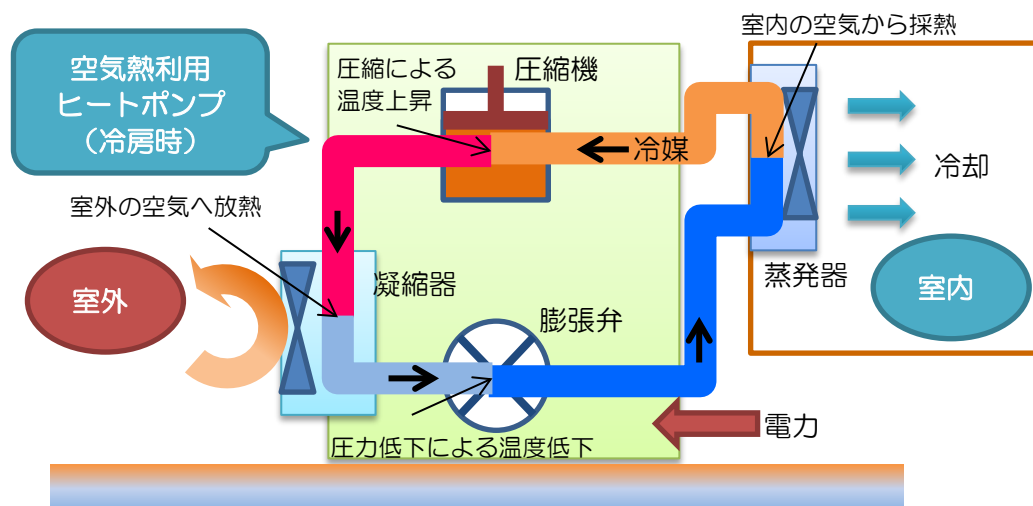 空気熱利用
ヒートポンプ
（冷房時）
圧縮による
温度上昇
圧縮機
室内の空気から採熱
冷媒
冷却
蒸発器
室内
室外の空気へ放熱
室外
凝縮器
膨張弁
圧力低下による温度低下
電力